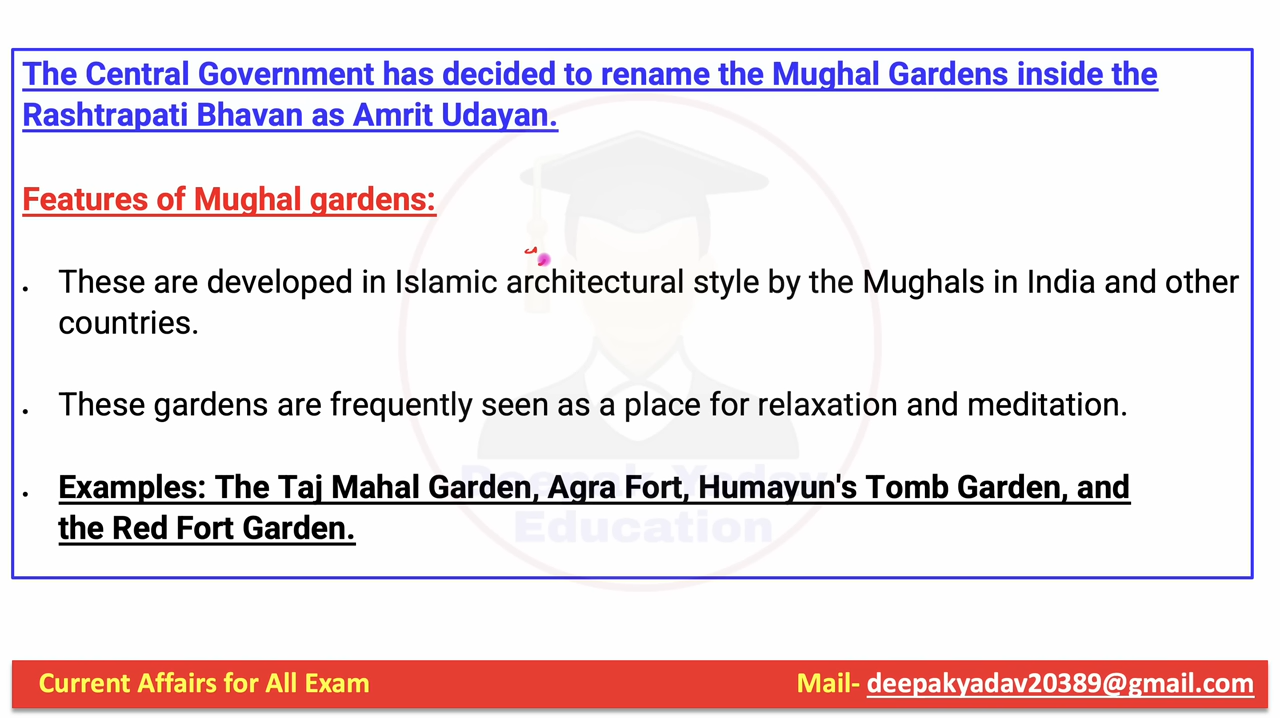 The Central Government has decided to rename the Mughal Gardens inside the
Rashtrapati Bhavan as Amrit Udayan.
Features of Mughal gardens:
• These are developed in Islamic architectural style by the Mughals in India and other
countries.
• These gardens are frequently seen as a place for relaxation and meditation.
• Examples: The Taj Mahal Garden, Agra Fort, Humayun's Tomb Garden, and
the Red Fort Garden.
Deepak Yadav
Education
Current Affairs for All Exam
Mail- deepakyadav20389@gmail.com